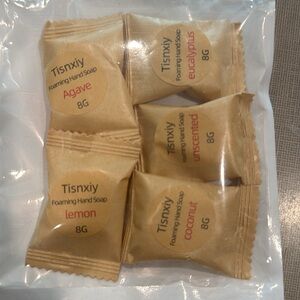 Tisnxiy
Foaming Hand Soap
Agave
8G
Tisnxiy
Foaming Hand Soap
eucalyptus
8G
Tisnxiy
Foaming Hand Soap
unscented
8G
Tisnxiy
Foaming Hand Soap
lemon
8G
Tisnxiy
Foaming Hand Soap
coconut
8G